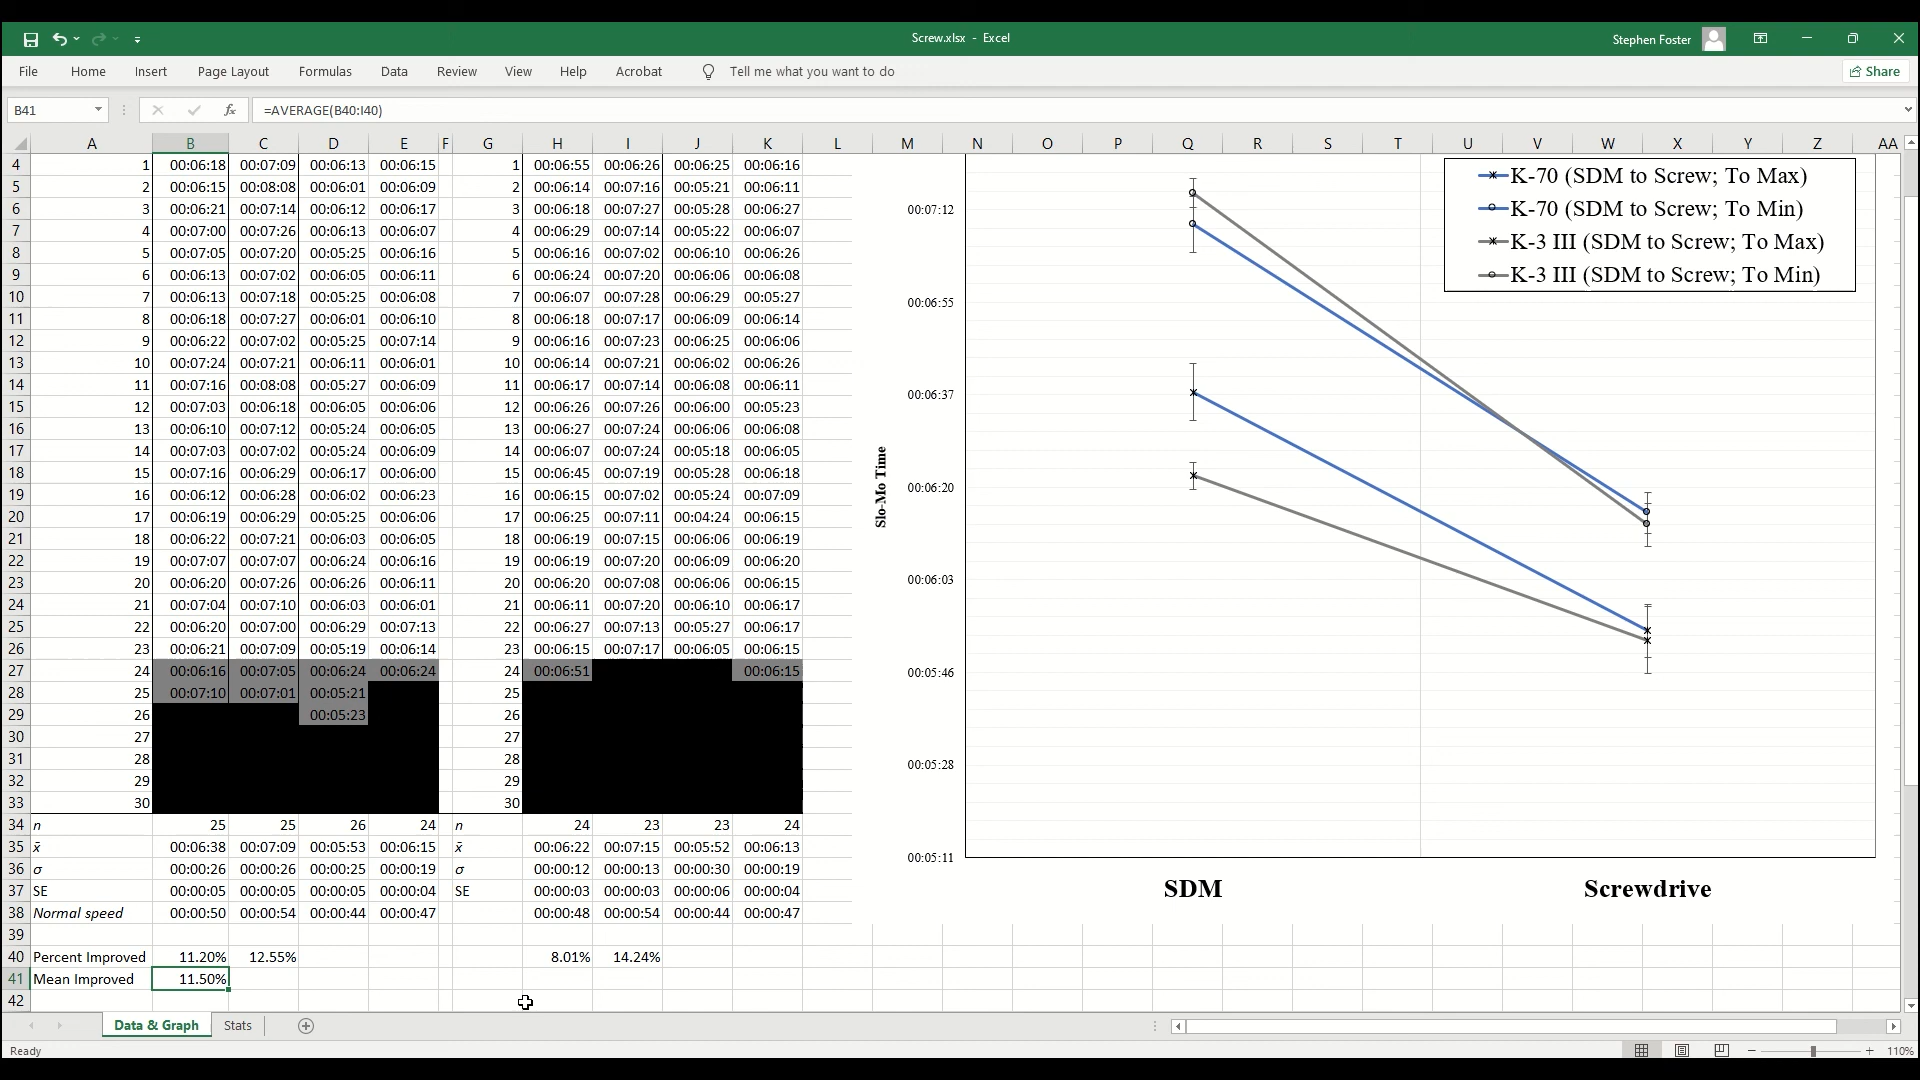 Screw.xlsx - Excel
Stephen Foster
File Home Insert Page Layout Formulas Data Review View Help Acrobat Tell me what you want to do Share
B41 fx =AVERAGE(B40:I40)
A B C D E F G H I J K L M N O P Q R S T U V W X Y Z AA
4 1 00:06:18 00:07:09 00:06:13 00:06:15 1 00:06:55 00:06:26 00:06:25 00:06:16
5 2 00:06:15 00:08:08 00:06:01 00:06:09 2 00:06:14 00:07:16 00:05:21 00:06:11
6 3 00:06:21 00:07:14 00:06:12 00:06:17 3 00:06:18 00:07:27 00:05:28 00:06:27
7 4 00:07:00 00:07:26 00:06:13 00:06:07 4 00:06:29 00:07:14 00:05:22 00:06:07
8 5 00:07:05 00:07:20 00:05:25 00:06:16 5 00:06:16 00:07:02 00:06:10 00:06:26
9 6 00:06:13 00:07:02 00:06:05 00:06:11 6 00:06:24 00:07:20 00:06:06 00:06:08
10 7 00:06:13 00:07:18 00:05:25 00:06:08 7 00:06:07 00:07:28 00:06:29 00:05:27
11 8 00:06:18 00:07:27 00:06:01 00:06:10 8 00:06:18 00:07:17 00:06:09 00:06:14
12 9 00:06:22 00:07:02 00:05:25 00:07:14 9 00:06:16 00:07:23 00:06:25 00:06:06
13 10 00:07:24 00:07:21 00:06:11 00:06:01 10 00:06:14 00:07:21 00:06:02 00:06:26
14 11 00:07:16 00:08:08 00:05:27 00:06:09 11 00:06:17 00:07:14 00:06:08 00:06:11
15 12 00:07:03 00:06:18 00:06:05 00:06:06 12 00:06:26 00:07:26 00:06:00 00:05:23
16 13 00:06:10 00:07:12 00:05:24 00:06:05 13 00:06:27 00:07:24 00:06:06 00:06:08
17 14 00:07:03 00:07:02 00:05:24 00:06:09 14 00:06:07 00:07:24 00:05:18 00:06:05
18 15 00:07:16 00:06:29 00:06:17 00:06:00 15 00:06:45 00:07:19 00:05:28 00:06:18
19 16 00:06:12 00:06:28 00:06:02 00:06:23 16 00:06:15 00:07:02 00:05:24 00:07:09
20 17 00:06:19 00:06:29 00:05:25 00:06:06 17 00:06:25 00:07:11 00:04:24 00:06:15
21 18 00:06:22 00:07:21 00:06:03 00:06:05 18 00:06:19 00:07:15 00:06:06 00:06:19
22 19 00:07:07 00:07:07 00:06:24 00:06:16 19 00:06:19 00:07:20 00:06:09 00:06:20
23 20 00:06:20 00:07:26 00:06:26 00:06:11 20 00:06:20 00:07:08 00:06:06 00:06:15
24 21 00:07:04 00:07:10 00:06:03 00:06:01 21 00:06:11 00:07:20 00:06:10 00:06:17
25 22 00:06:20 00:07:00 00:06:29 00:07:13 22 00:06:27 00:07:13 00:05:27 00:06:17
26 23 00:06:21 00:07:09 00:05:19 00:06:14 23 00:06:15 00:07:17 00:06:05 00:06:15
27 24 00:06:16 00:07:05 00:06:24 00:06:24 24 00:06:51 00:06:15
28 25 00:07:10 00:07:01 00:05:21 25
29 26 00:05:23 26
30 27 27
31 28 28
32 29 29
33 30 30
34 n 25 25 26 24 n 24 23 23 24
35 x̄ 00:06:38 00:07:09 00:05:53 00:06:15 x̄ 00:06:22 00:07:15 00:05:52 00:06:13
36 σ 00:00:26 00:00:26 00:00:25 00:00:19 σ 00:00:12 00:00:13 00:00:30 00:00:19
37 SE 00:00:05 00:00:05 00:00:05 00:00:04 SE 00:00:03 00:00:03 00:00:06 00:00:04
38 Normal speed 00:00:50 00:00:54 00:00:44 00:00:47 00:00:48 00:00:54 00:00:44 00:00:47
39
40 Percent Improved 11.20% 12.55% 8.01% 14.24%
41 Mean Improved 11.50%
42
K-70 (SDM to Screw; To Max)
K-70 (SDM to Screw; To Min)
K-3 III (SDM to Screw; To Max)
K-3 III (SDM to Screw; To Min)
Slo-Mo Time
00:07:12
00:06:55
00:06:37
00:06:20
00:06:03
00:05:46
00:05:28
00:05:11
SDM Screwdrive
Data & Graph Stats
Ready
110%